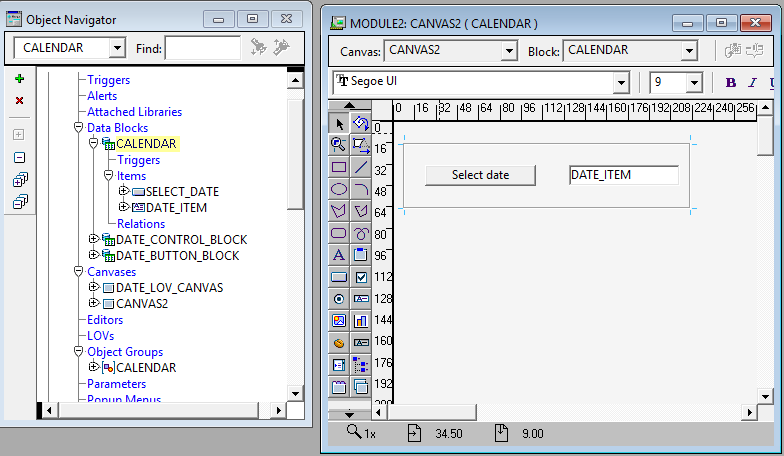 Object Navigator
CALENDAR
Find:
Triggers
Alerts
Attached Libraries
Data Blocks
CALENDAR
Triggers
Items
SELECT_DATE
DATE_ITEM
Relations
DATE_CONTROL_BLOCK
DATE_BUTTON_BLOCK
Canvases
DATE_LOV_CANVAS
CANVAS2
Editors
LOVs
Object Groups
CALENDAR
Parameters
Popup Menus
MODULE2: CANVAS2 ( CALENDAR )
Canvas: CANVAS2 Block: CALENDAR
Segoe UI 9 B I U
0 16 32 48 64 80 96 112 128 144 160 176 192 208 224 240 256
0
16
32
48
64
80
96
112
128
144
160
176
192
Select date DATE_ITEM
1x 34.50 9.00